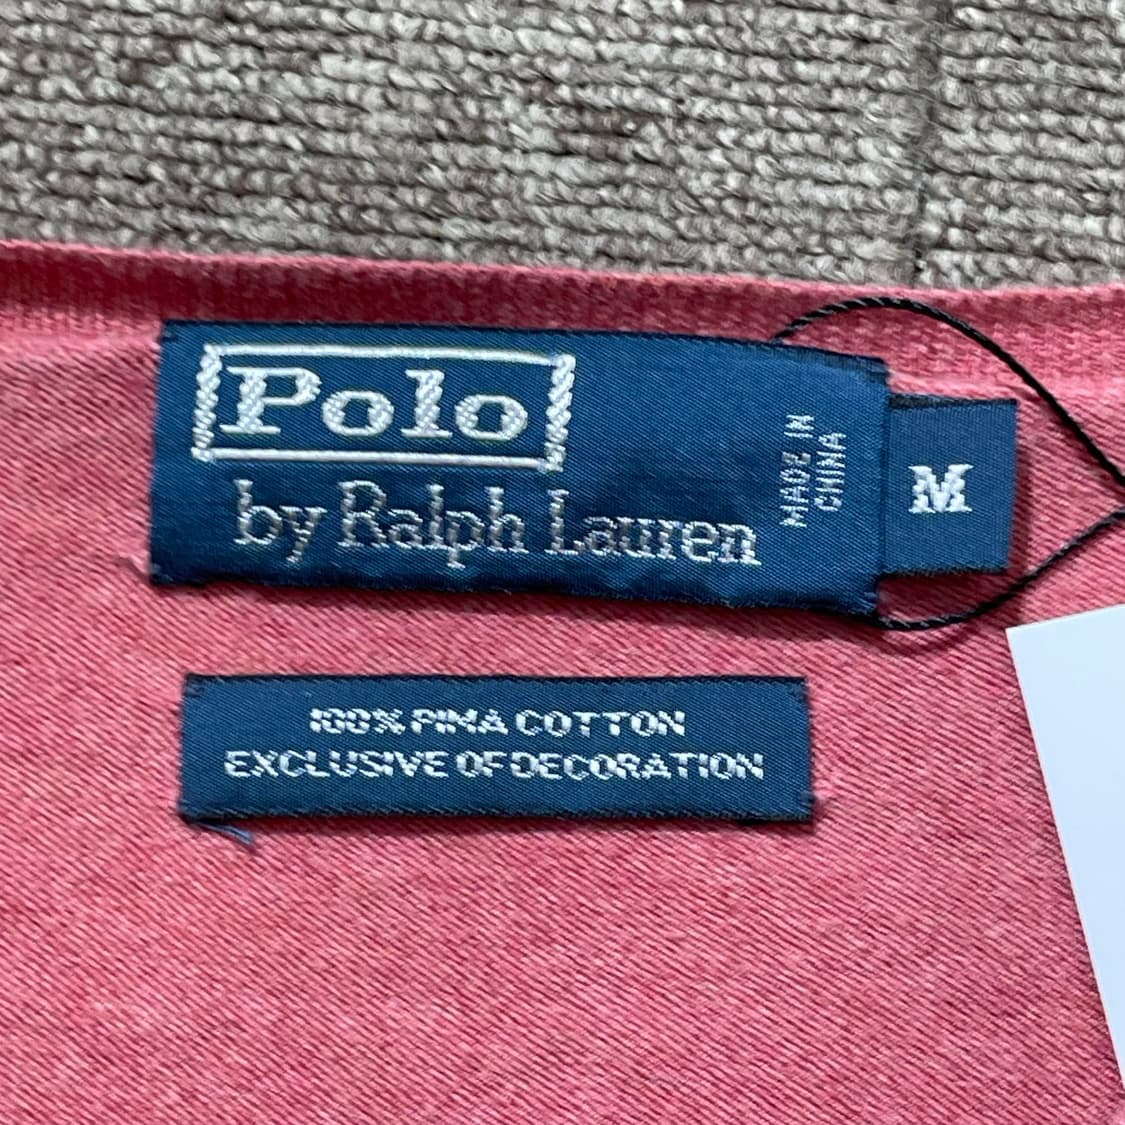 Polo
by Ralph Lauren
MADE IN
CHINA
M
100% PIMA COTTON
EXCLUSIVE OF DECORATION